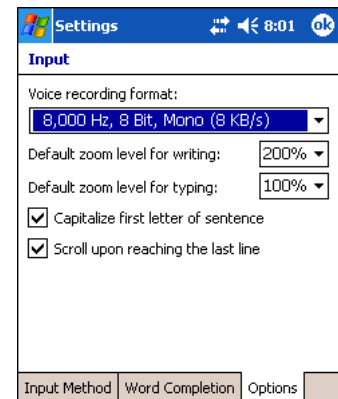 Settings 8:01 ok
Input
Voice recording format:
8,000 Hz, 8 Bit, Mono (8 KB/s)
Default zoom level for writing: 200%
Default zoom level for typing: 100%
Capitalize first letter of sentence
Scroll upon reaching the last line
Input Method Word Completion Options